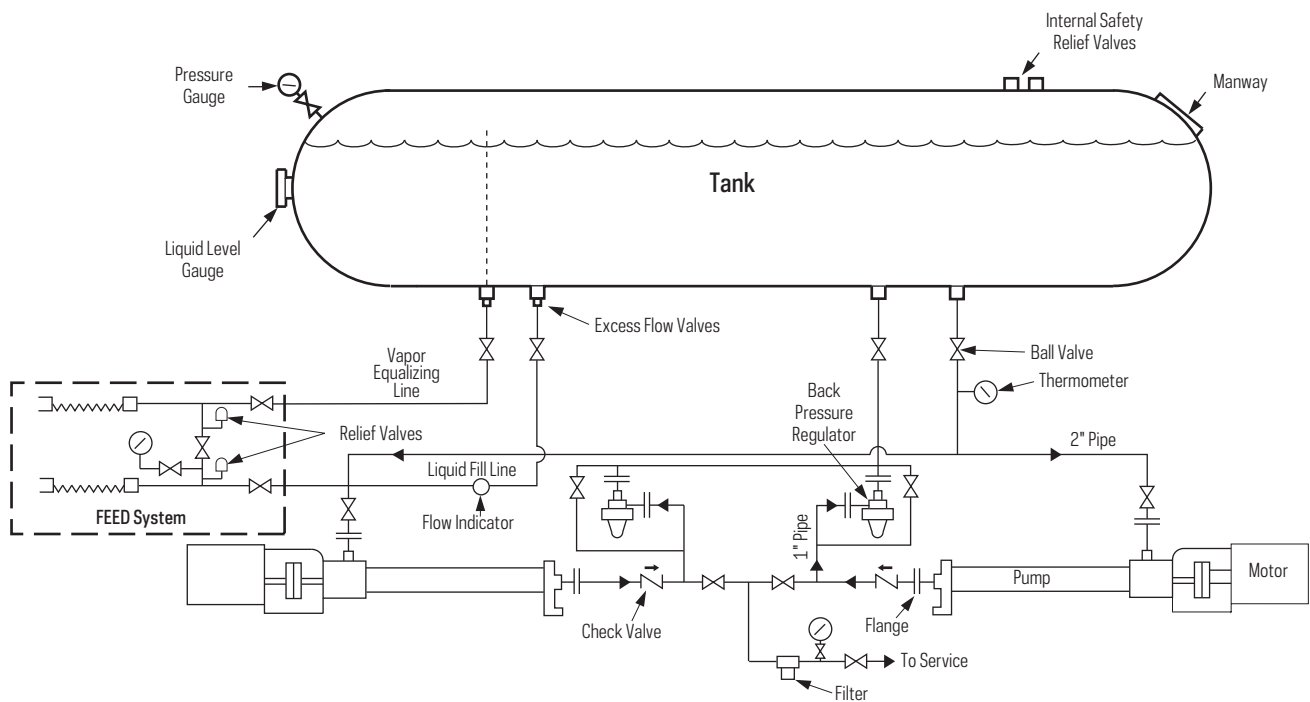 Internal Safety
Relief Valves
Pressure
Gauge
Manway
Tank
Liquid Level
Gauge
Excess Flow Valves
Ball Valve
Vapor
Equalizing
Line
Thermometer
Back
Pressure
Regulator
Relief Valves
2" Pipe
Liquid Fill Line
FEED System
Flow Indicator
1" Pipe
Pump
Motor
Check Valve
Flange
To Service
Filter